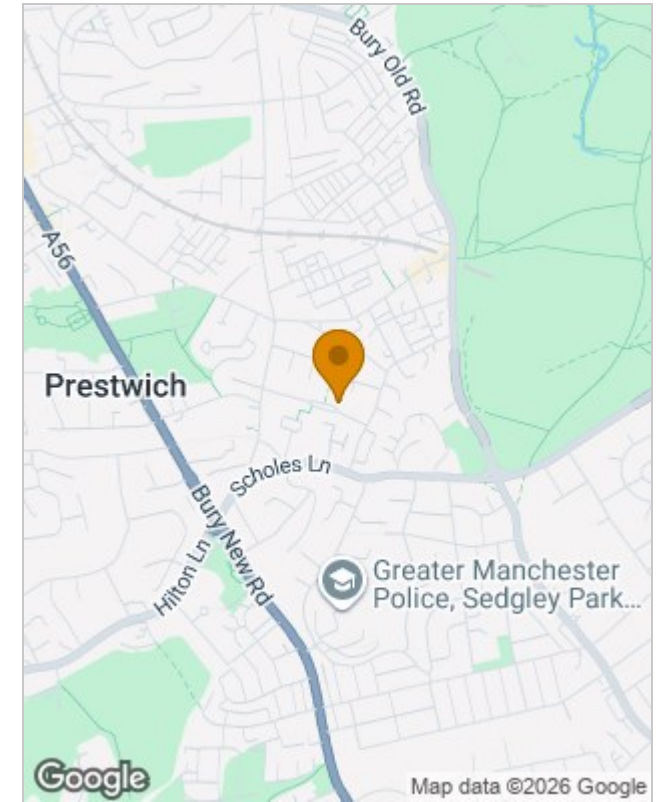 Bury Old Rd
A56
Prestwich
Scholes Ln
Bury New Rd
Hilton Ln
Greater Manchester
Police, Sedgley Park...
Google
Map data ©2026 Google